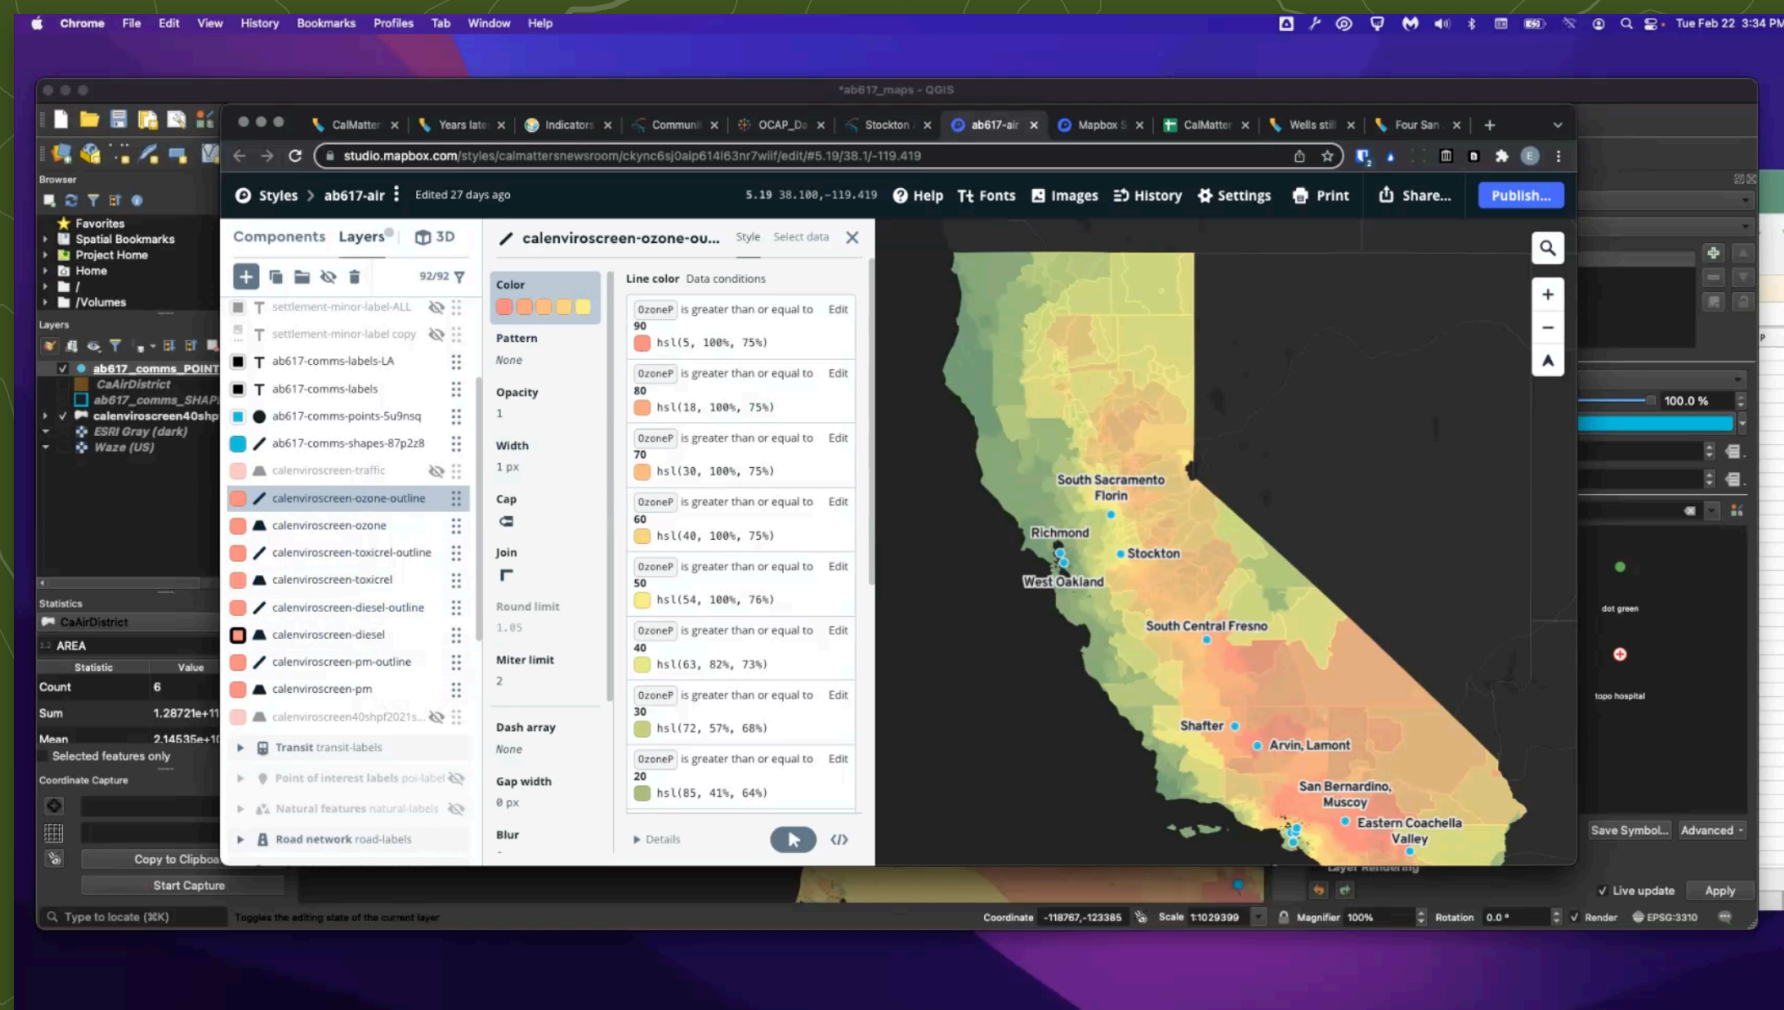 Chrome File Edit View History Bookmarks Profiles Tab Window Help
Tue Feb 22 3:34 PM
*ab617_maps - QGIS
CalMatter
Years late
Indicators
Communit
OCAP_Da
Stockton
ab617-air
Mapbox S
CalMatter
Wells still
Four San
studio.mapbox.com/styles/calmattersnewsroom/ckync6sj0aip614l63nr7wiif/edit/#5.19/38.1/-119.419
Styles > ab617-air
Edited 27 days ago
5.19 38.100,-119.419
Help
Fonts
Images
History
Settings
Print
Share...
Publish...
Browser
Favorites
Spatial Bookmarks
Project Home
Home
/
/Volumes
Layers
ab617_comms_POINT
CaAirDistrict
ab617_comms_SHAP
calenviroscreen40shp
ESRI Gray (dark)
Waze (US)
Statistics
CaAirDistrict
1.2 AREA
Statistic Value
Count 6
Sum 1.28721e+11
Mean 2.14535e+10
Selected features only
Coordinate Capture
Copy to Clipboa
Start Capture
Type to locate (⌘K)
Toggles the editing state of the current layer
Components Layers 3D
92/92
settlement-minor-label-ALL
settlement-minor-label copy
ab617-comms-labels-LA
ab617-comms-labels
ab617-comms-points-5u9nsq
ab617-comms-shapes-87p2z8
calenviroscreen-traffic
calenviroscreen-ozone-outline
calenviroscreen-ozone
calenviroscreen-toxicrel-outline
calenviroscreen-toxicrel
calenviroscreen-diesel-outline
calenviroscreen-diesel
calenviroscreen-pm-outline
calenviroscreen-pm
calenviroscreen40shpf2021s...
Transit transit-labels
Point of interest labels poi-label
Natural features natural-labels
Road network road-labels
calenviroscreen-ozone-ou...
Style Select data
Color
Pattern
None
Opacity
1
Width
1 px
Cap
Join
Round limit
1.05
Miter limit
2
Dash array
None
Gap width
0 px
Blur
Line color Data conditions
OzoneP is greater than or equal to Edit
90
hsl(5, 100%, 75%)
OzoneP is greater than or equal to Edit
80
hsl(18, 100%, 75%)
OzoneP is greater than or equal to Edit
70
hsl(30, 100%, 75%)
OzoneP is greater than or equal to Edit
60
hsl(40, 100%, 75%)
OzoneP is greater than or equal to Edit
50
hsl(54, 100%, 76%)
OzoneP is greater than or equal to Edit
40
hsl(63, 82%, 73%)
OzoneP is greater than or equal to Edit
30
hsl(72, 57%, 68%)
OzoneP is greater than or equal to Edit
20
hsl(85, 41%, 64%)
Details
</>
South Sacramento
Florin
Richmond
Stockton
West Oakland
South Central Fresno
Shafter
Arvin, Lamont
San Bernardino,
Muscoy
Eastern Coachella
Valley
100.0 %
dot green
topo hospital
Save Symbol... Advanced
Layer Rendering
Live update Apply
Coordinate -118767,-123385 Scale 1:1029399 Magnifier 100% Rotation 0.0 ° Render EPSG:3310